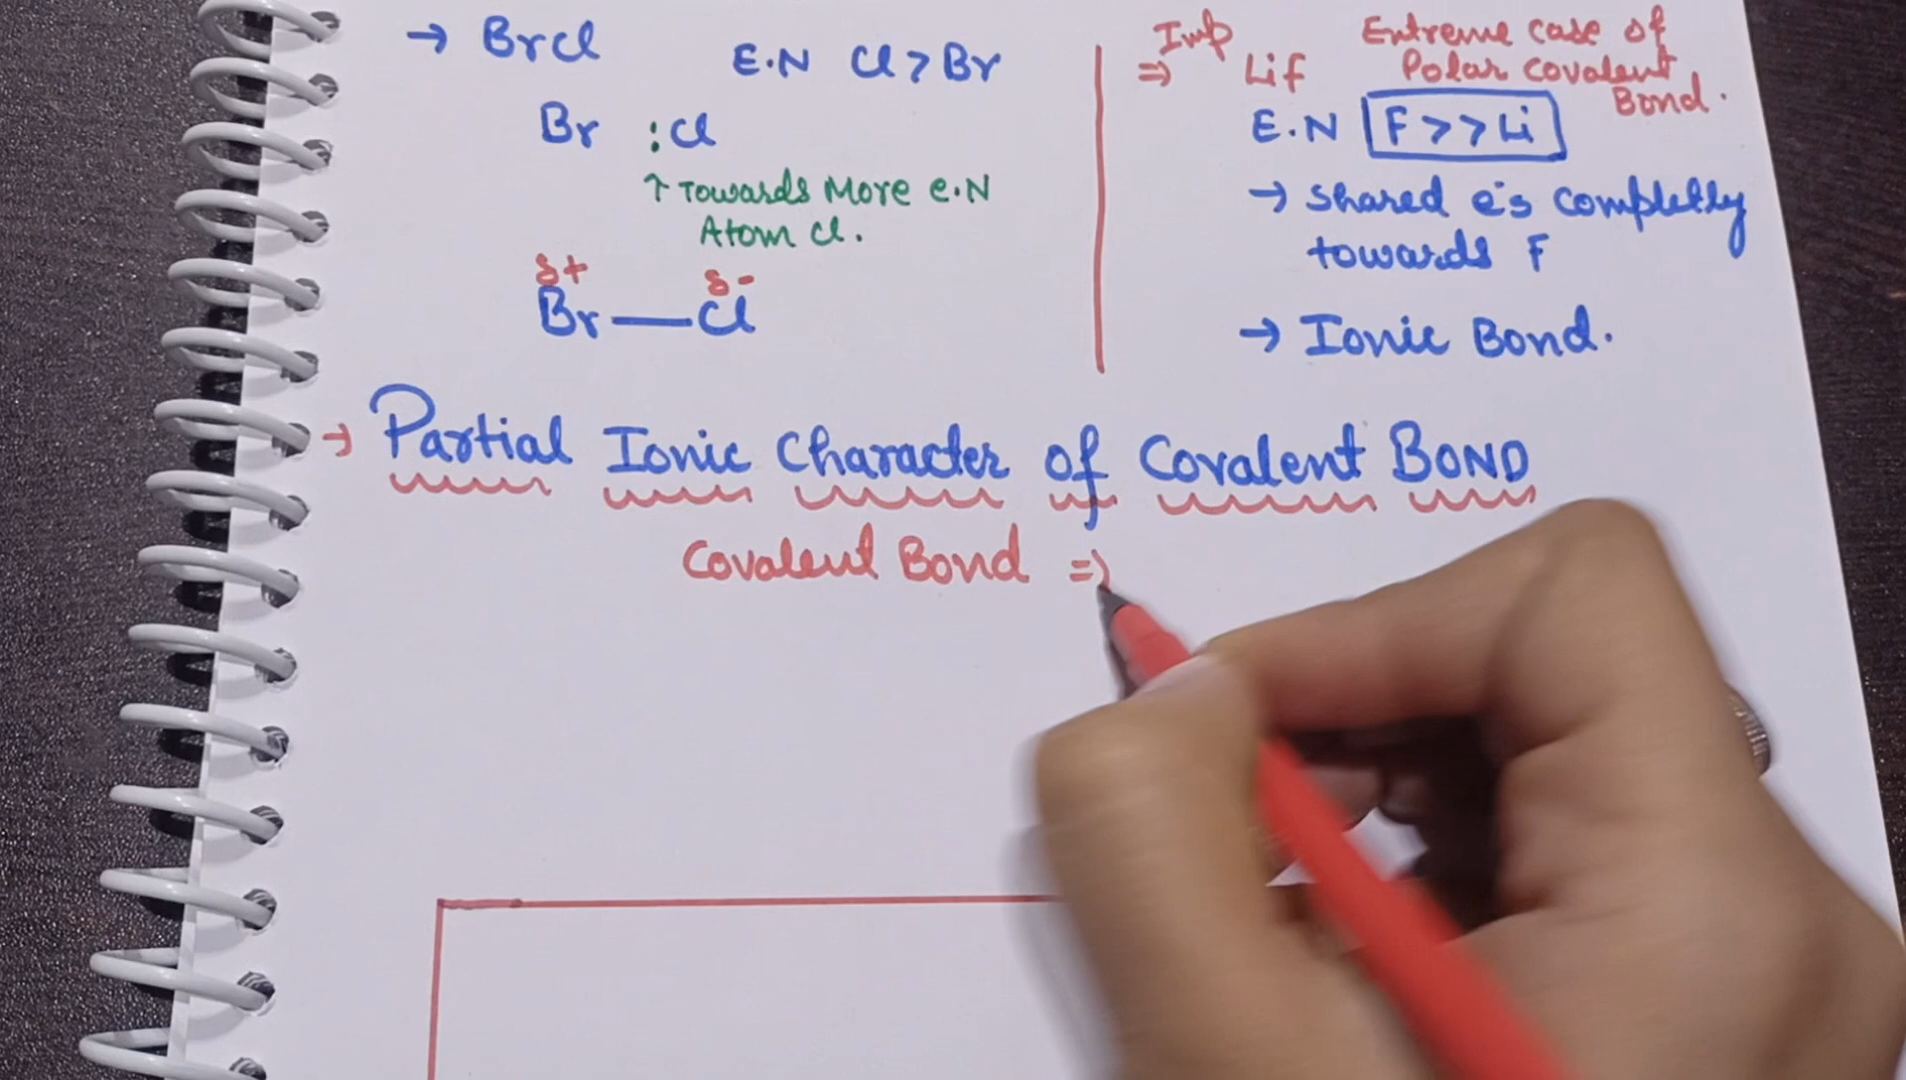 → BrCl
E.N Cl > Br
Br :Cl
↑ Towards More e.N
Atom Cl.
δ+ δ-
Br — Cl
Imp
⇒ Lif
Extreme case of
Polar covalent
Bond.
E.N F >> Li
→ shared e's completly
towards F
→ Ionic Bond.
→ Partial Ionic Character of Covalent BOND
Covalent Bond ⇒